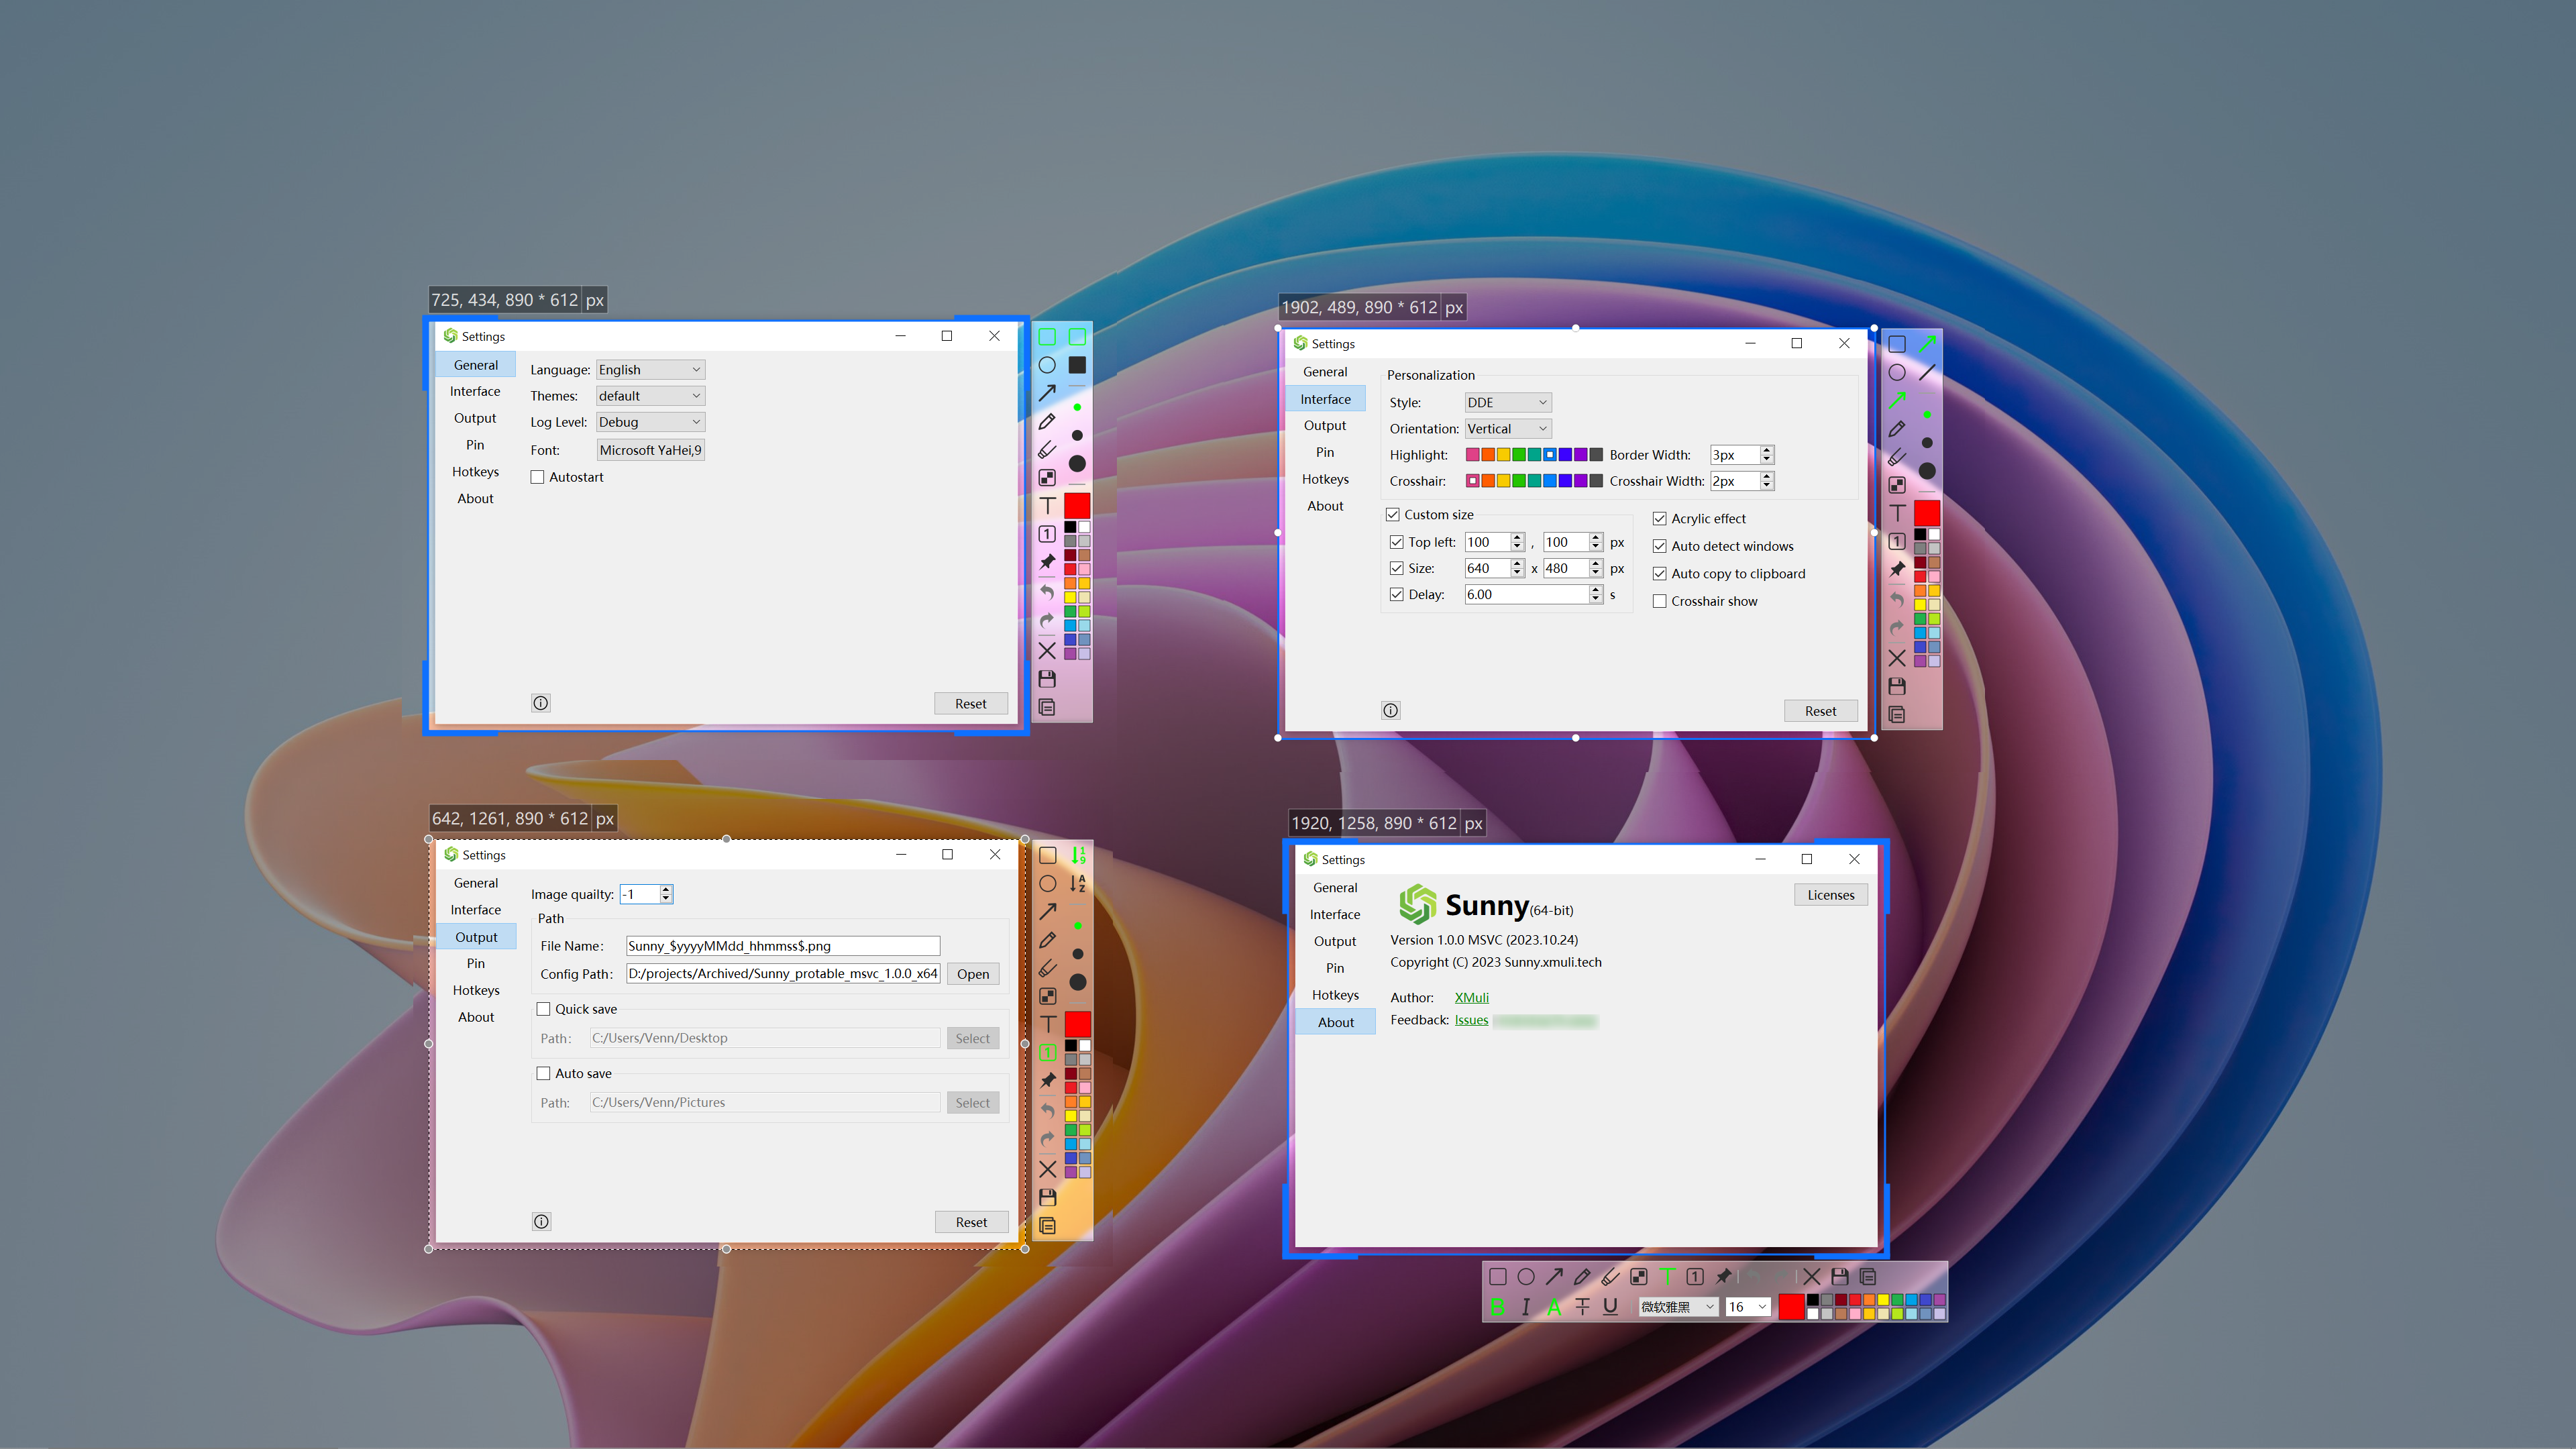 725, 434, 890 * 612 px
Settings
General
Interface
Output
Pin
Hotkeys
About
Language: English
Themes: default
Log Level: Debug
Font: Microsoft YaHei,9
Autostart
Reset
1
1902, 489, 890 * 612 px
Settings
General
Interface
Output
Pin
Hotkeys
About
Personalization
Style: DDE
Orientation: Vertical
Highlight: Border Width: 3px
Crosshair: Crosshair Width: 2px
Custom size
Top left: 100 , 100 px
Size: 640 x 480 px
Delay: 6.00 s
Acrylic effect
Auto detect windows
Auto copy to clipboard
Crosshair show
Reset
1
642, 1261, 890 * 612 px
Settings
General
Interface
Output
Pin
Hotkeys
About
Image quailty: -1
Path
File Name: Sunny_$yyyyMMdd_hhmmss$.png
Config Path: D:/projects/Archived/Sunny_protable_msvc_1.0.0_x64 Open
Quick save
Path: C:/Users/Venn/Desktop Select
Auto save
Path: C:/Users/Venn/Pictures Select
Reset
1 9
A Z
1
1920, 1258, 890 * 612 px
Settings
General
Interface
Output
Pin
Hotkeys
About
Licenses
Sunny(64-bit)
Version 1.0.0 MSVC (2023.10.24)
Copyright (C) 2023 Sunny.xmuli.tech
Author: XMuli
Feedback: Issues
T 1
B I A T U 微软雅黑 16